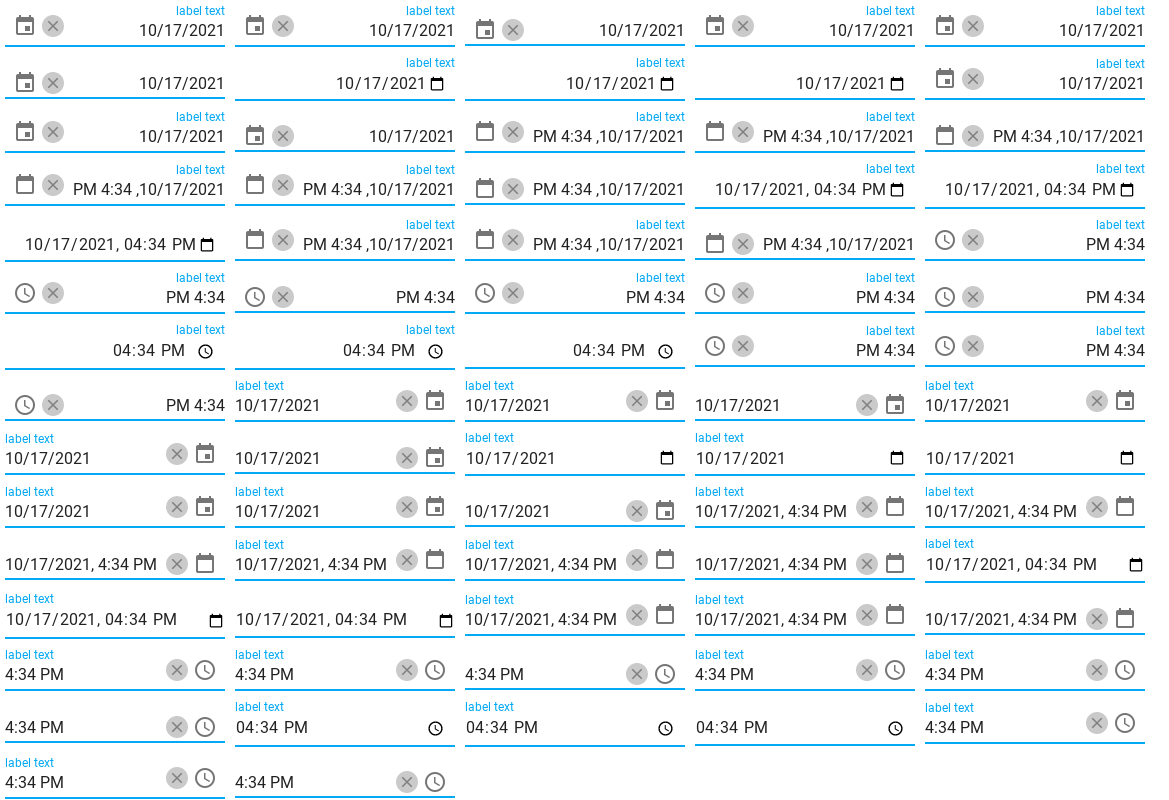 label text
10/17/2021
label text
10/17/2021
10/17/2021
label text
10/17/2021
label text
10/17/2021
10/17/2021
label text
10/17/2021
label text
10/17/2021
10/17/2021
label text
10/17/2021
label text
10/17/2021
10/17/2021
label text
PM 4:34 ,10/17/2021
label text
PM 4:34 ,10/17/2021
PM 4:34 ,10/17/2021
label text
PM 4:34 ,10/17/2021
label text
PM 4:34 ,10/17/2021
PM 4:34 ,10/17/2021
label text
10/17/2021, 04:34 PM
label text
10/17/2021, 04:34 PM
10/17/2021, 04:34 PM
label text
PM 4:34 ,10/17/2021
label text
PM 4:34 ,10/17/2021
PM 4:34 ,10/17/2021
label text
PM 4:34
label text
PM 4:34
PM 4:34
label text
PM 4:34
label text
PM 4:34
PM 4:34
label text
04:34 PM
label text
04:34 PM
04:34 PM
label text
PM 4:34
label text
PM 4:34
PM 4:34
label text
10/17/2021
label text
10/17/2021
10/17/2021
label text
10/17/2021
label text
10/17/2021
10/17/2021
label text
10/17/2021
label text
10/17/2021
10/17/2021
label text
10/17/2021
label text
10/17/2021
10/17/2021
label text
10/17/2021, 4:34 PM
label text
10/17/2021, 4:34 PM
10/17/2021, 4:34 PM
label text
10/17/2021, 4:34 PM
label text
10/17/2021, 4:34 PM
10/17/2021, 4:34 PM
label text
10/17/2021, 04:34 PM
label text
10/17/2021, 04:34 PM
10/17/2021, 04:34 PM
label text
10/17/2021, 4:34 PM
label text
10/17/2021, 4:34 PM
10/17/2021, 4:34 PM
label text
4:34 PM
label text
4:34 PM
4:34 PM
label text
4:34 PM
label text
4:34 PM
4:34 PM
label text
04:34 PM
label text
04:34 PM
04:34 PM
label text
4:34 PM
label text
4:34 PM
4:34 PM